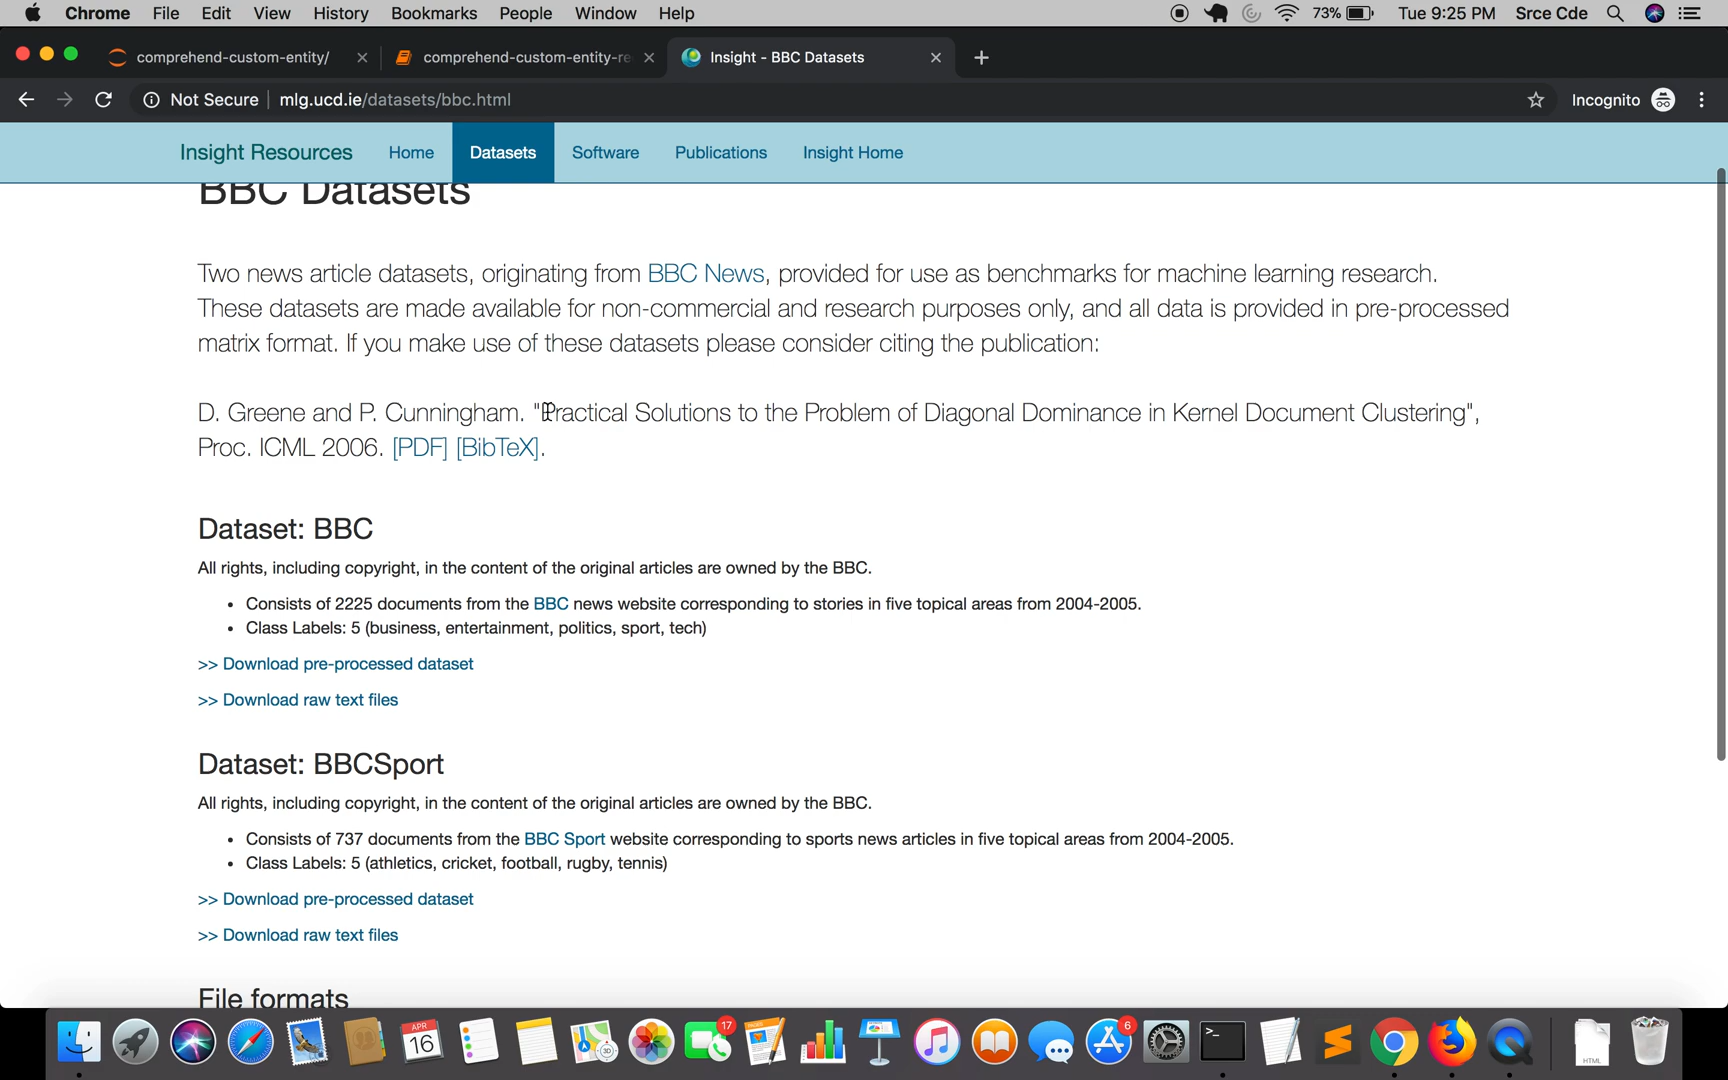 Chrome File Edit View History Bookmarks People Window Help 73% Tue 9:25 PM Srce Cde
comprehend-custom-entity/ comprehend-custom-entity-re Insight - BBC Datasets
Not Secure mlg.ucd.ie/datasets/bbc.html Incognito
Insight Resources Home Datasets Software Publications Insight Home
BBC Datasets
Two news article datasets, originating from BBC News, provided for use as benchmarks for machine learning research.
These datasets are made available for non-commercial and research purposes only, and all data is provided in pre-processed
matrix format. If you make use of these datasets please consider citing the publication:
D. Greene and P. Cunningham. "Practical Solutions to the Problem of Diagonal Dominance in Kernel Document Clustering",
Proc. ICML 2006. [PDF] [BibTeX].
Dataset: BBC
All rights, including copyright, in the content of the original articles are owned by the BBC.
• Consists of 2225 documents from the BBC news website corresponding to stories in five topical areas from 2004-2005.
• Class Labels: 5 (business, entertainment, politics, sport, tech)
>> Download pre-processed dataset
>> Download raw text files
Dataset: BBCSport
All rights, including copyright, in the content of the original articles are owned by the BBC.
• Consists of 737 documents from the BBC Sport website corresponding to sports news articles in five topical areas from 2004-2005.
• Class Labels: 5 (athletics, cricket, football, rugby, tennis)
>> Download pre-processed dataset
>> Download raw text files
File formats
APR
16
17
PAGES
6
HTML